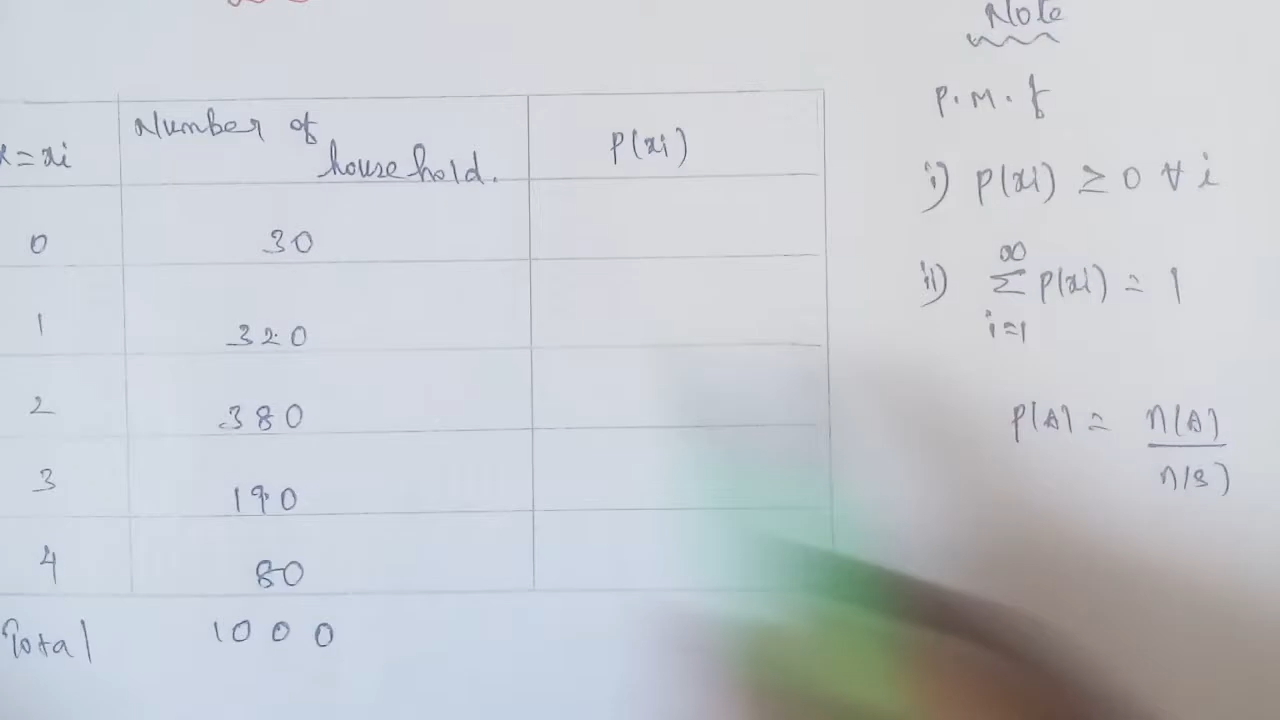 x = xi
Number of household.
P(xi)
0
30
1
320
2
380
3
190
4
80
Total
1000
Note
P.M.f
i) P(xi) ≥ 0 ∀ i
ii) ∞
Σ P(xi) = 1
i=1
P(A) = n(A)
n(S)